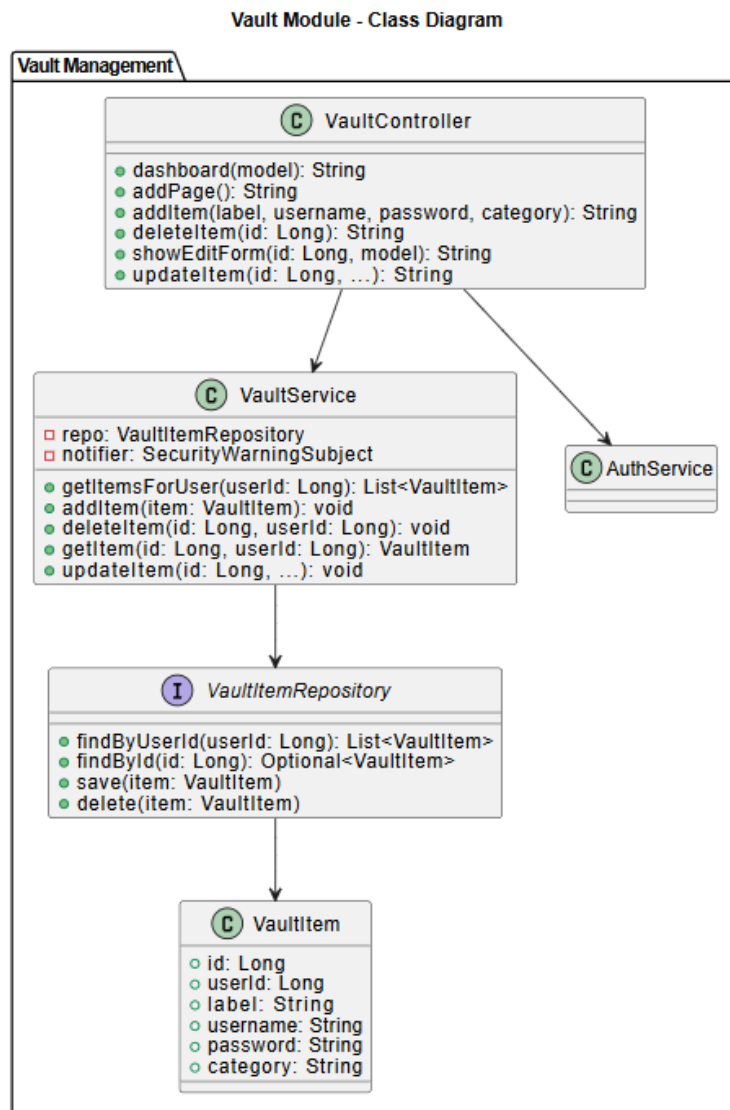 Vault Module - Class Diagram
Vault Management
C VaultController
dashboard(model): String
addPage(): String
addItem(label, username, password, category): String
deleteItem(id: Long): String
showEditForm(id: Long, model): String
updateItem(id: Long, ...): String
C VaultService
repo: VaultItemRepository
notifier: SecurityWarningSubject
getItemsForUser(userId: Long): List<VaultItem>
addItem(item: VaultItem): void
deleteItem(id: Long, userId: Long): void
getItem(id: Long, userId: Long): VaultItem
updateItem(id: Long, ...): void
C AuthService
I VaultItemRepository
findByUserId(userId: Long): List<VaultItem>
findById(id: Long): Optional<VaultItem>
save(item: VaultItem)
delete(item: VaultItem)
C VaultItem
id: Long
userId: Long
label: String
username: String
password: String
category: String